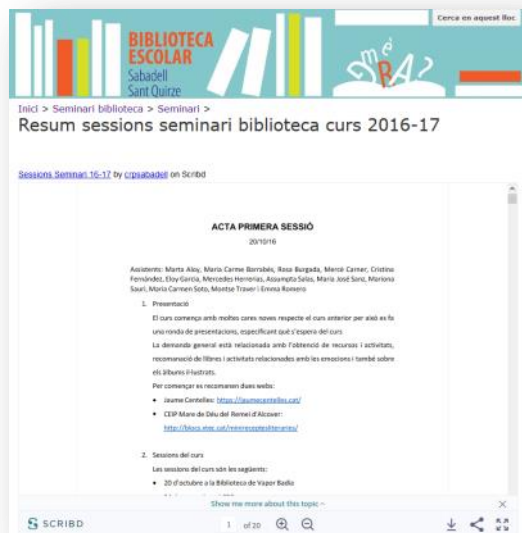 Cerca en aquest lloc
BIBLIOTECA
ESCOLAR
Sabadell
Sant Quirze
Inici > Seminari biblioteca > Seminari >
Resum sessions seminari biblioteca curs 2016-17
Sessions Seminari 16-17 by crpsabadell on Scribd
ACTA PRIMERA SESSIÓ
20/10/16
Assistents: Marta Aloy, Maria Carme Borrabés, Rosa Burgada, Mercè Carner, Cristina
Fernández, Eloy Garcia, Mercedes Herrerias, Assumpta Salas, Maria José Sanz, Mariona
Saurí, Maria Carmen Soto, Montse Traver i Emma Romero
1. Presentació
El curs comença amb moltes cares noves respecte el curs anterior per això es fa
una ronda de presentacions, especificant què s'espera del curs
La demanda general està relacionada amb l'obtenció de recursos i activitats,
recomanació de llibres i activitats relacionades amb les emocions i també sobre
els àlbums il·lustrats.
Per començar es recomanen dues webs:
• Jaume Centelles: https://jaumecentelles.cat/
• CEIP Mare de Déu del Remei d'Alcover:
http://blocs.xtec.cat/minireceptesliteraries/
2. Sessions del curs
Les sessions del curs són les següents:
• 20 d'octubre a la Biblioteca de Vapor Badia
Show me more about this topic
SCRIBD
1 of 20